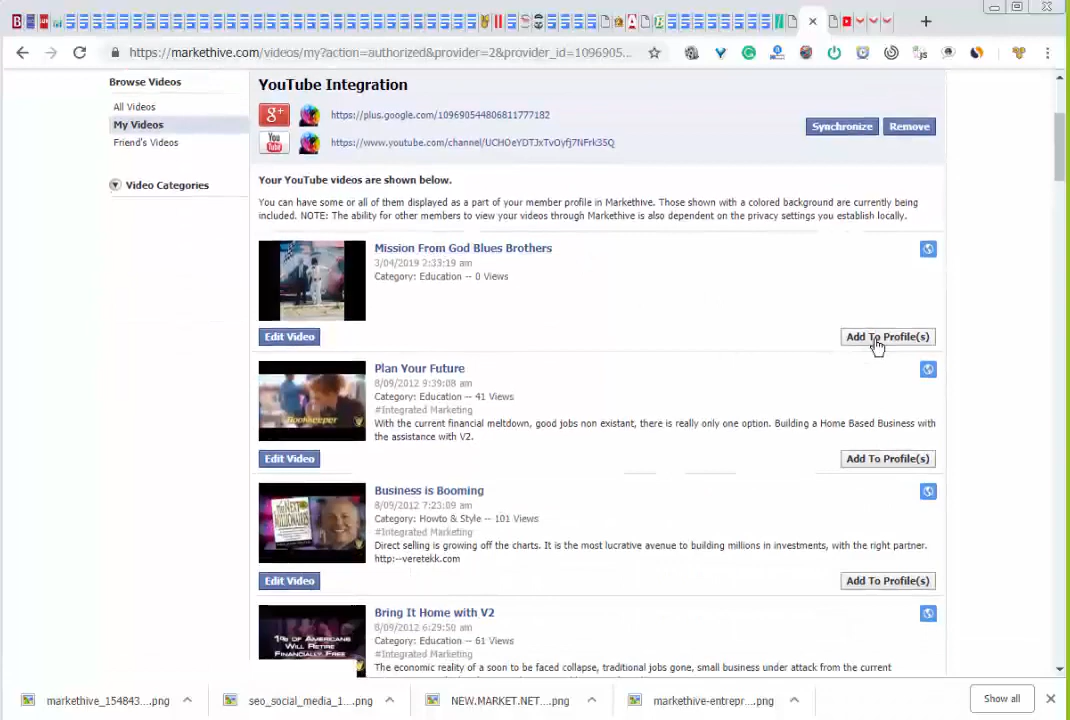 https://markethive.com/videos/my?action=authorized&provider=2&provider_id=1096905...
Browse Videos
All Videos
My Videos
Friend's Videos
Video Categories
YouTube Integration
g+
https://plus.google.com/109690544806811777182
You Tube
https://www.youtube.com/channel/UCHOeYDTJxTvOyfj7NFrk35Q
Synchronize
Remove
Your YouTube videos are shown below.
You can have some or all of them displayed as a part of your member profile in Markethive. Those shown with a colored background are currently being
included. NOTE: The ability for other members to view your videos through Markethive is also dependent on the privacy settings you establish locally.
Mission From God Blues Brothers
3/04/2019 2:33:19 am
Category: Education -- 0 Views
Edit Video
Add To Profile(s)
Plan Your Future
8/09/2012 9:39:08 am
Category: Education -- 41 Views
#Integrated Marketing
With the current financial meltdown, good jobs non existant, there is really only one option. Building a Home Based Business with
the assistance with V2.
Edit Video
Add To Profile(s)
Business is Booming
8/09/2012 7:23:09 am
Category: Howto & Style -- 101 Views
#Integrated Marketing
Direct selling is growing off the charts. It is the most lucrative avenue to building millions in investments, with the right partner.
http:--veretekk.com
Edit Video
Add To Profile(s)
Bring It Home with V2
8/09/2012 6:29:50 am
Category: Education -- 61 Views
#Integrated Marketing
The economic reality of a soon to be faced collapse, traditional jobs gone, small business under attack from the current
1% OF AMERICANS
WILL RETIRE
FINANCIALLY FREE
markethive_154843....png
seo_social_media_1....png
NEW.MARKET.NET....png
markethive-entrepr....png
Show all